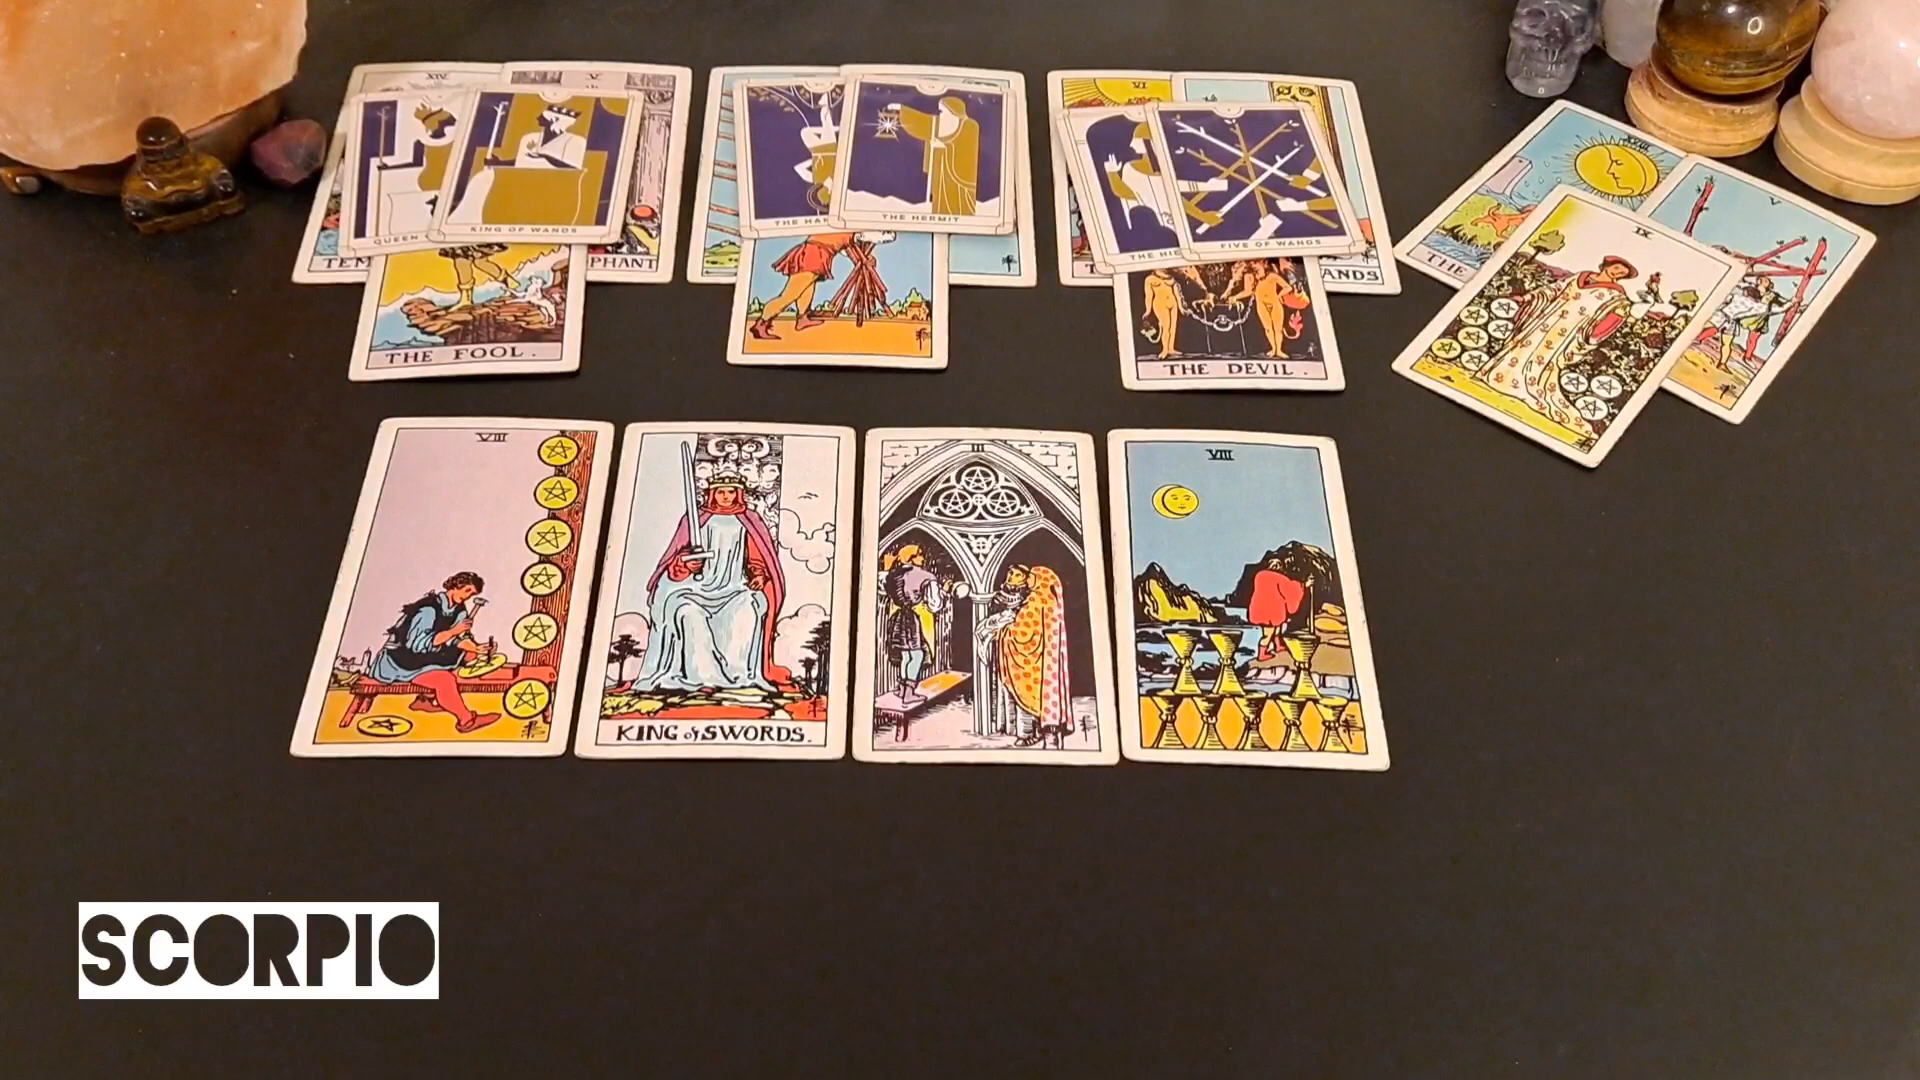 XIV
V
VI
XVIII
V
IX
QUEEN
KING OF WANDS
THE HERMIT
FIVE OF WANDS
TEM
PHANT
THE
ANDS
THE FOOL.
THE DEVIL.
VIII
III
VIII
KING of SWORDS.
SCORPIO